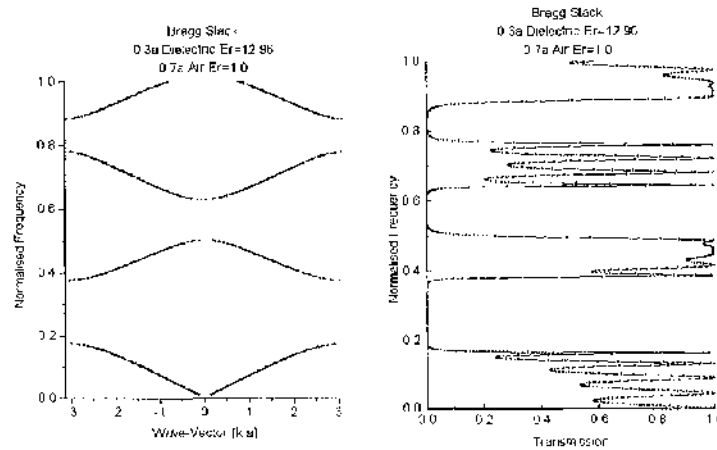 Bragg Stack
0.3a Dielectric Er=12.96
0.7a Air Er=1.0
1.0
0.8
0.6
0.4
0.2
0.0
Normalised Frequency
-3 -2 -1 0 1 2 3
Wave-Vector [k.a]
Bragg Stack
0.3a Dielectric Er=12.96
0.7a Air Er=1.0
1.0
0.8
0.6
0.4
0.2
0.0
Normalised Frequency
0.0 0.2 0.4 0.6 0.8 1.0
Transmission